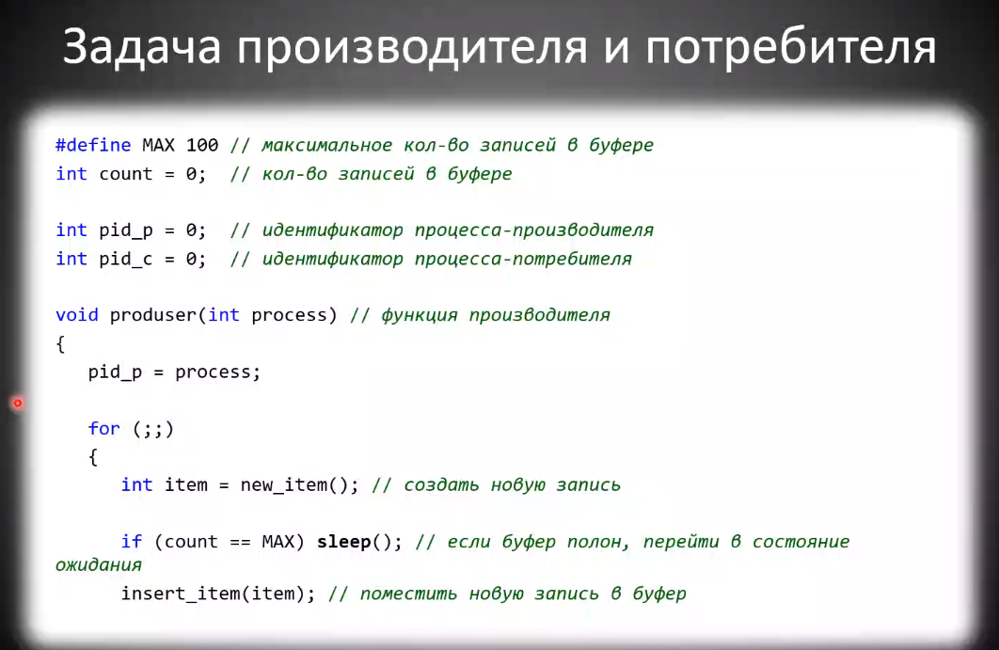 Задача производителя и потребителя
#define MAX 100 // максимальное кол-во записей в буфере
int count = 0; // кол-во записей в буфере
int pid_p = 0; // идентификатор процесса-производителя
int pid_c = 0; // идентификатор процесса-потребителя
void produser(int process) // функция производителя
{
pid_p = process;
for (;;)
{
int item = new_item(); // создать новую запись
if (count == MAX) sleep(); // если буфер полон, перейти в состояние
ожидания
insert_item(item); // поместить новую запись в буфер